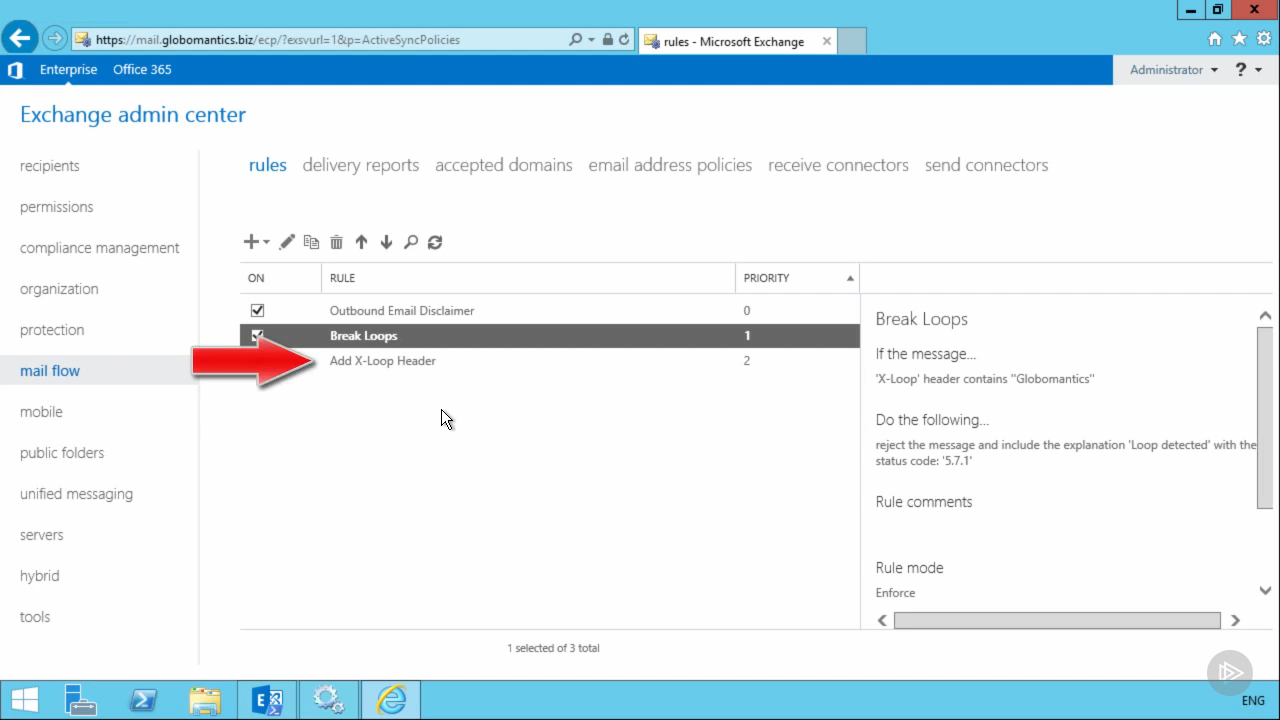 https://mail.globomantics.biz/ecp/?exsvurl=1&p=ActiveSyncPolicies
rules - Microsoft Exchange
Enterprise Office 365
Administrator ?
Exchange admin center
recipients
permissions
compliance management
organization
protection
mail flow
mobile
public folders
unified messaging
servers
hybrid
tools
rules delivery reports accepted domains email address policies receive connectors send connectors
ON RULE PRIORITY
Outbound Email Disclaimer 0
Break Loops 1
Add X-Loop Header 2
1 selected of 3 total
Break Loops
If the message...
'X-Loop' header contains ''Globomantics''
Do the following...
reject the message and include the explanation 'Loop detected' with the
status code: '5.7.1'
Rule comments
Rule mode
Enforce
ENG